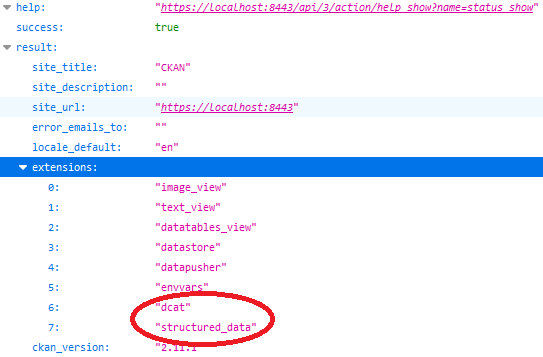 help: "https://localhost:8443/api/3/action/help_show?name=status_show"
success: true
result:
site_title: "CKAN"
site_description: ""
site_url: "https://localhost:8443"
error_emails_to: ""
locale_default: "en"
extensions:
0: "image_view"
1: "text_view"
2: "datatables_view"
3: "datastore"
4: "datapusher"
5: "envvars"
6: "dcat"
7: "structured_data"
ckan_version: "2.11.1"